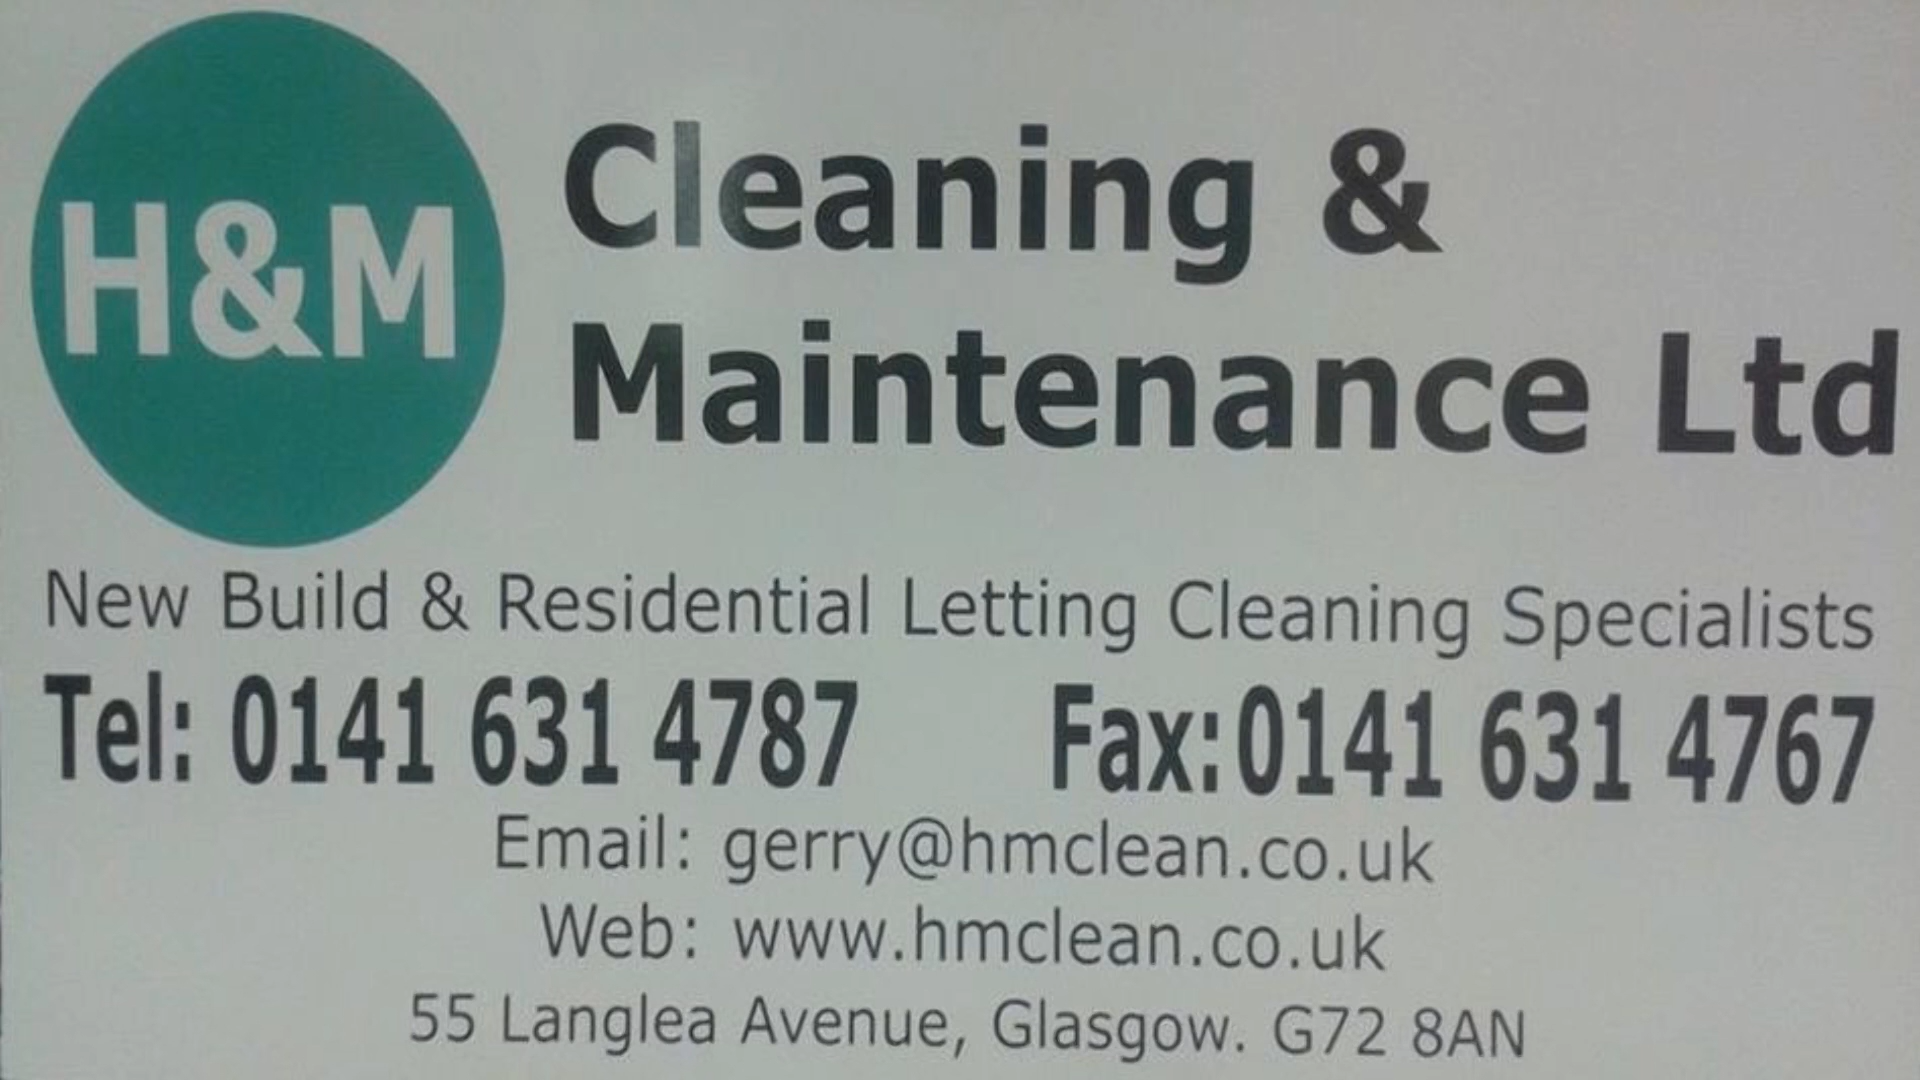 H&M
Cleaning &
Maintenance Ltd
New Build & Residential Letting Cleaning Specialists
Tel: 0141 631 4787 Fax:0141 631 4767
Email: gerry@hmclean.co.uk
Web: www.hmclean.co.uk
55 Langlea Avenue, Glasgow. G72 8AN